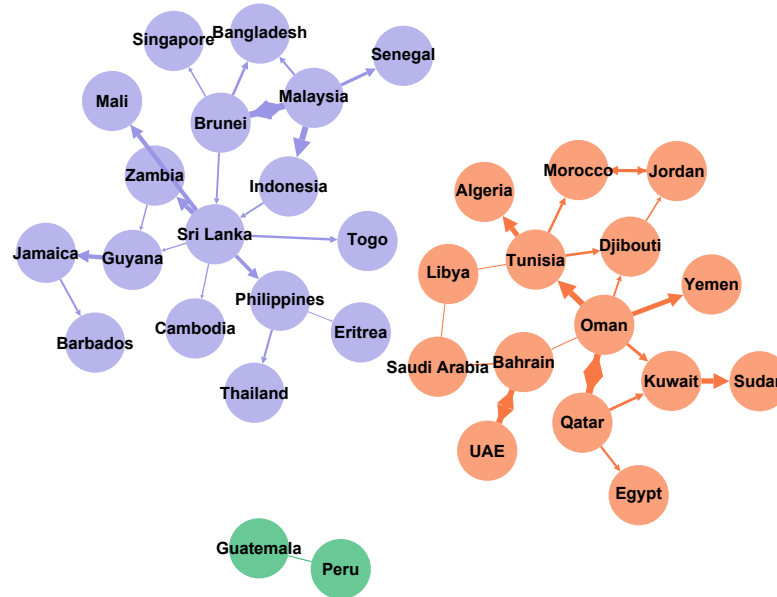 Bangladesh
Singapore
Senegal
Malaysia
Mali
Brunei
Zambia
Indonesia
Sri Lanka
Togo
Jamaica
Guyana
Philippines
Cambodia
Eritrea
Barbados
Thailand
Morocco
Jordan
Algeria
Djibouti
Tunisia
Libya
Yemen
Oman
Bahrain
Saudi Arabia
Kuwait
Sudan
Qatar
UAE
Egypt
Guatemala
Peru